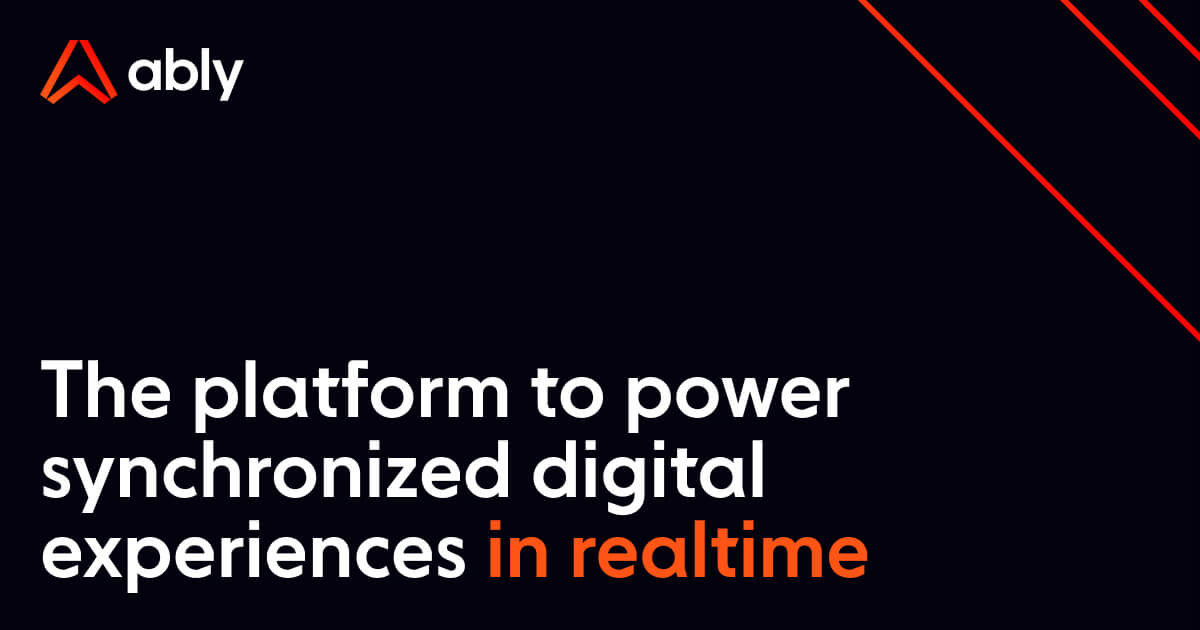 ably
The platform to power
synchronized digital
experiences in realtime